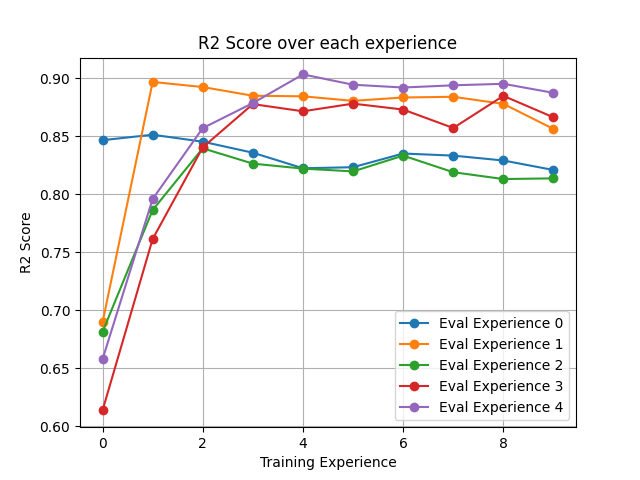 R2 Score over each experience
0.90
0.85
0.80
0.75
0.70
0.65
0.60
R2 Score
0 2 4 6 8
Training Experience
Eval Experience 0
Eval Experience 1
Eval Experience 2
Eval Experience 3
Eval Experience 4